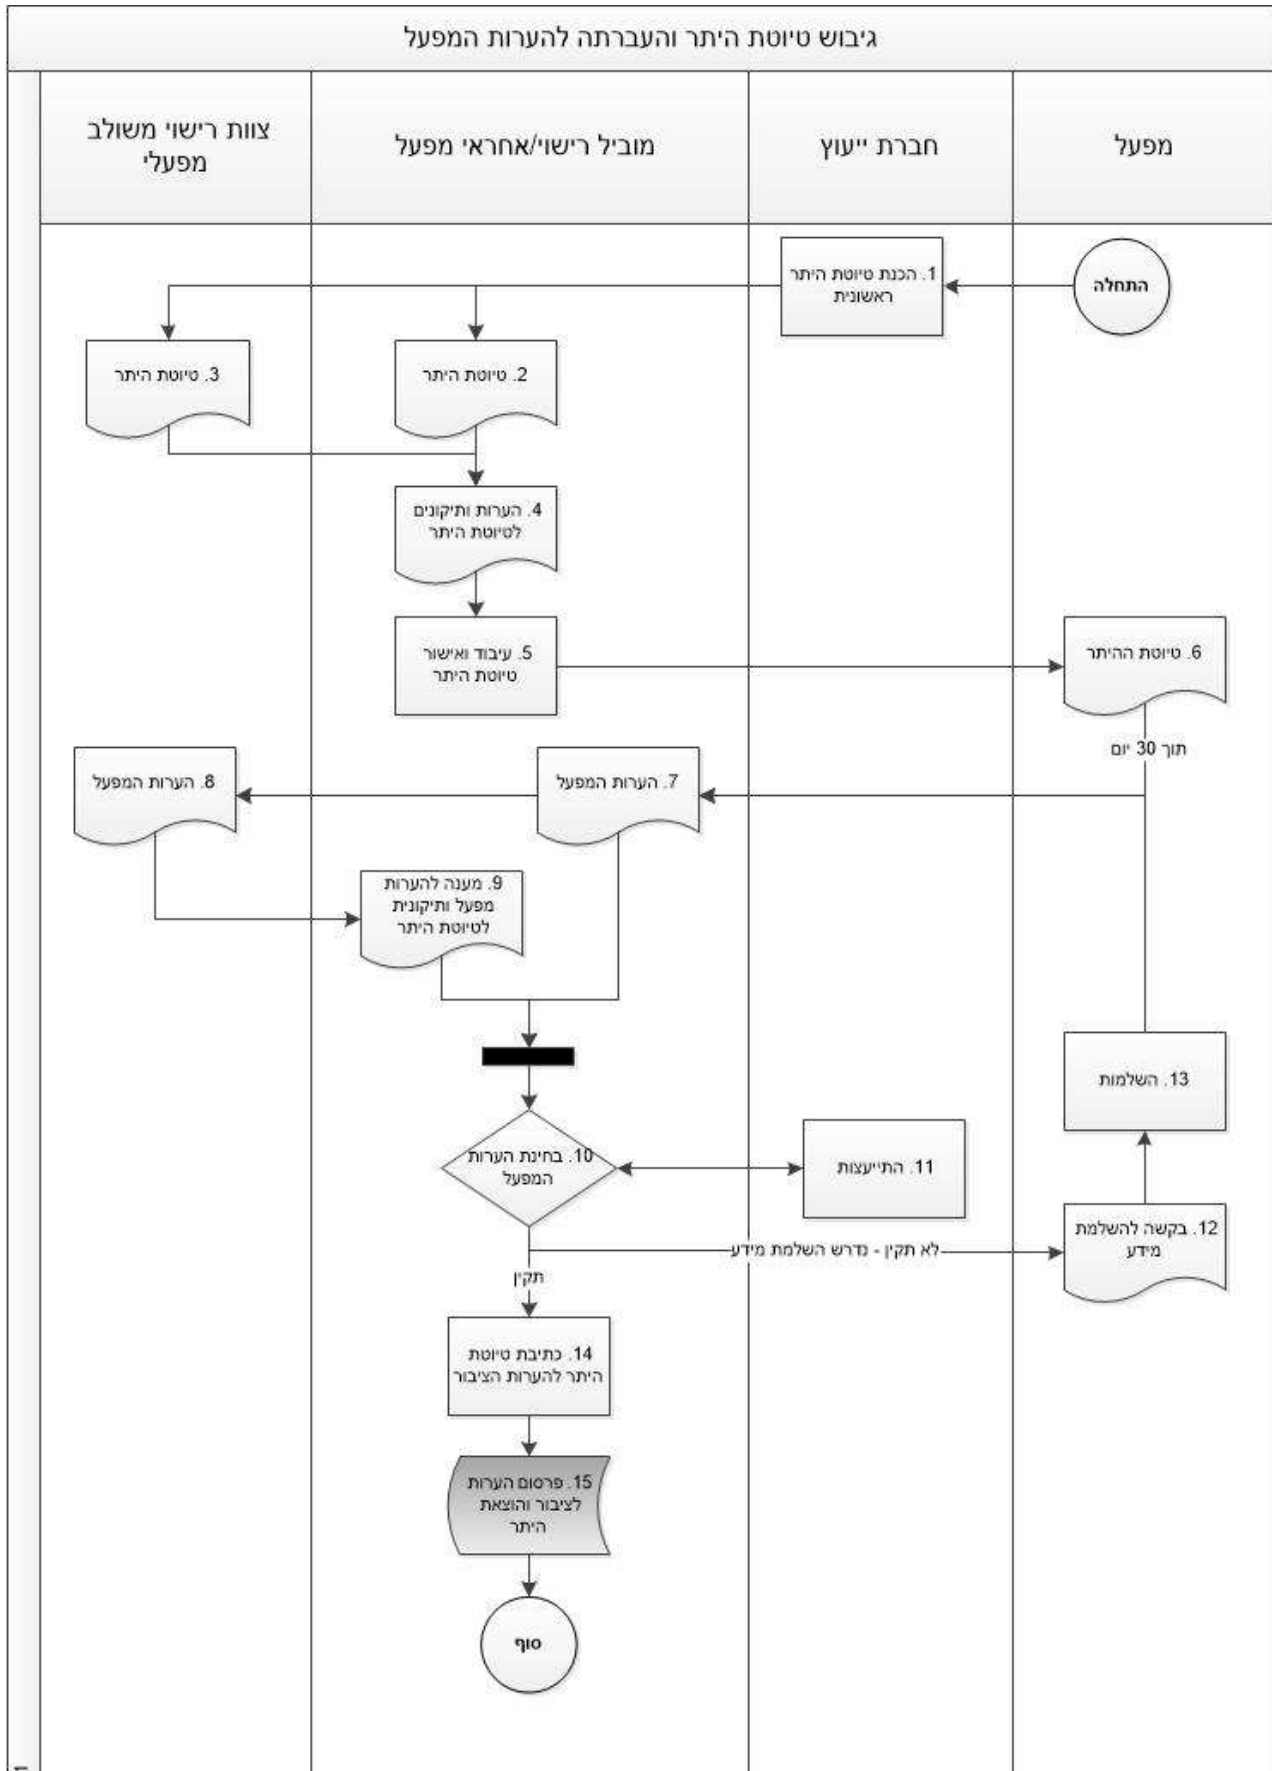 גיבוש טיוטת היתר והעברתה להערות המפעל
מפעל
חברת ייעוץ
מוביל רישוי/אחראי מפעל
צוות רישוי משולב
מפעלי
התחלה
1. הכנת טיוטת היתר
ראשונית
2. טיוטת היתר
3. טיוטת היתר
4. הערות ותיקונים
לטיוטת היתר
5. עיבוד ואישור
טיוטת היתר
6. טיוטת ההיתר
תוך 30 יום
7. הערות המפעל
8. הערות המפעל
9. מענה להערות
מפעל ותיקונית
לטיוטת היתר
10. בחינת הערות
המפעל
11. התייעצות
12. בקשה להשלמת
מידע
13. השלמות
לא תקין - נדרש השלמת מידע
תקין
14. כתיבת טיוטת
היתר להערות הציבור
15. פרסום הערות
לציבור והוצאת
היתר
סוף